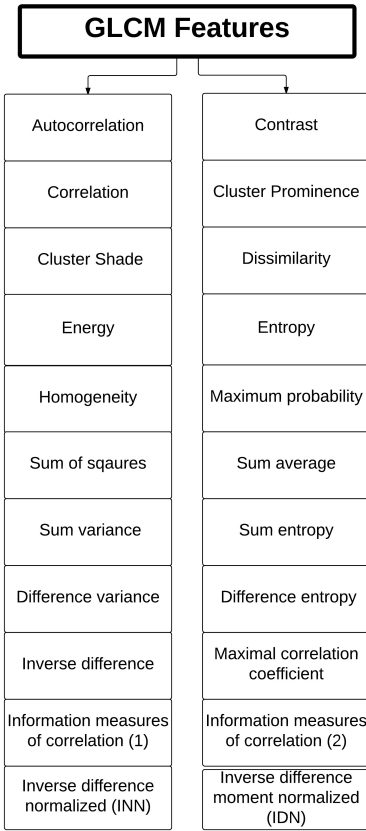 GLCM Features
Autocorrelation
Correlation
Cluster Shade
Energy
Homogeneity
Sum of sqaures
Sum variance
Difference variance
Inverse difference
Information measures
of correlation (1)
Inverse difference
normalized (INN)
Contrast
Cluster Prominence
Dissimilarity
Entropy
Maximum probability
Sum average
Sum entropy
Difference entropy
Maximal correlation
coefficient
Information measures
of correlation (2)
Inverse difference
moment normalized
(IDN)